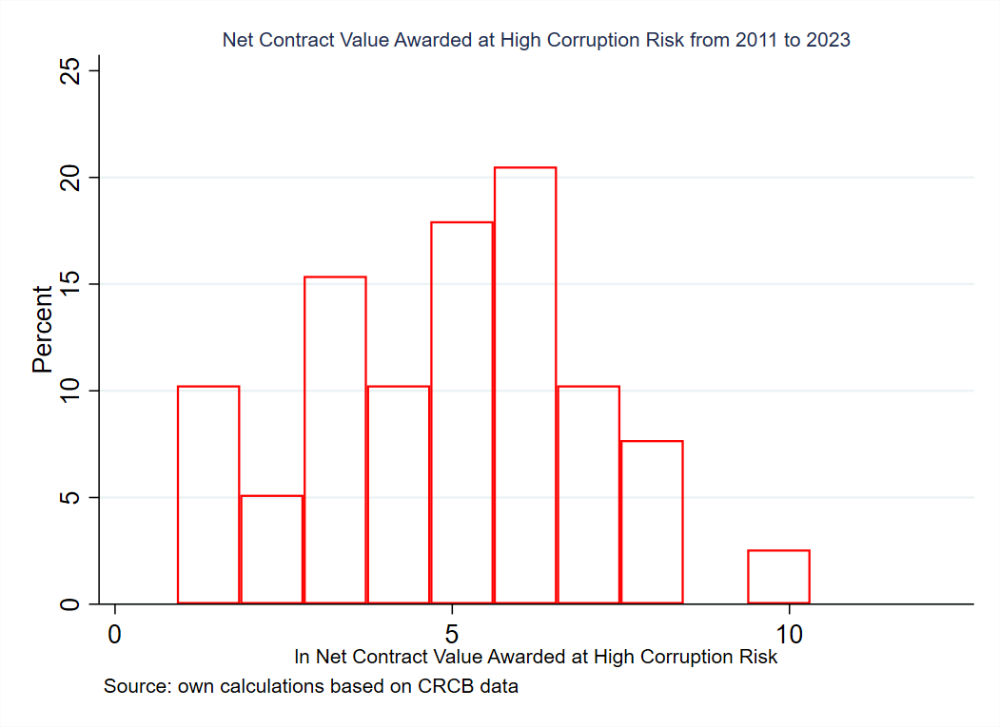 Net Contract Value Awarded at High Corruption Risk from 2011 to 2023
25
20
15
10
5
0
Percent
0 5 10
ln Net Contract Value Awarded at High Corruption Risk
Source: own calculations based on CRCB data